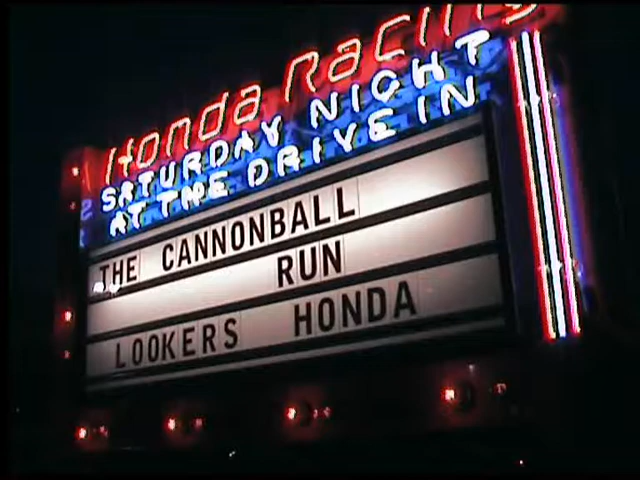 Honda Racing
SATURDAY NIGHT
AT THE DRIVE IN
THE CANNONBALL
RUN
LOOKERS HONDA